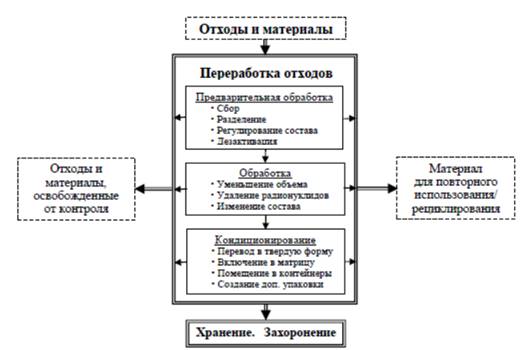 Отходы и материалы
Переработка отходов
Предварительная обработка
• Сбор
• Разделение
• Регулирование состава
• Дезактивация
Отходы
и
материалы,
освобожденные
от контроля
Обработка
• Уменьшение объема
• Удаление радионуклидов
• Изменение состава
Материал
для повторного
использования/
рециклирования
Кондиционирование
• Перевод в твердую форму
• Включение в матрицу
• Помещение в контейнеры
• Создание доп. упаковки
Хранение. Захоронение